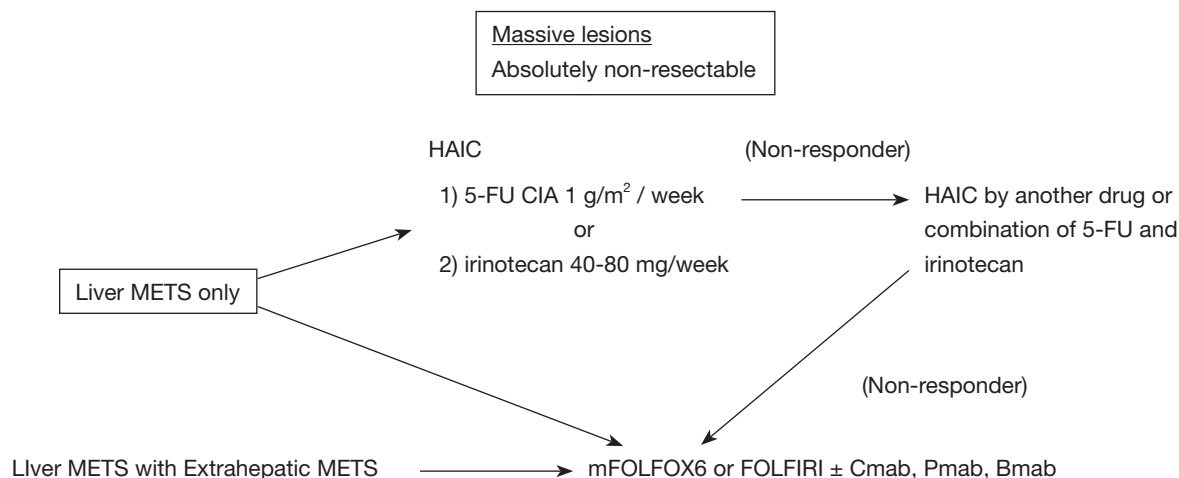 Massive lesions
Absolutely non-resectable
HAIC
(Non-responder)
1) 5-FU CIA 1 g/m² / week
or
2) irinotecan 40-80 mg/week
HAIC by another drug or
combination of 5-FU and
irinotecan
Liver METS only
(Non-responder)
LIver METS with Extrahepatic METS
mFOLFOX6 or FOLFIRI ± Cmab, Pmab, Bmab